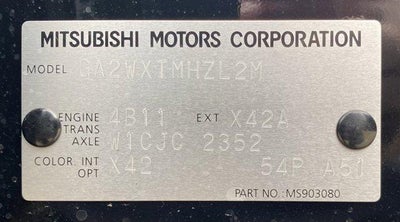 MITSUBISHI MOTORS CORPORATION
MODEL GA2WXTMHZL2M
ENGINE 4B11 EXT X42A
TRANS AXLE W1CJC 2352
COLOR INT OPT X42 54P A51
PART NO : MS903080